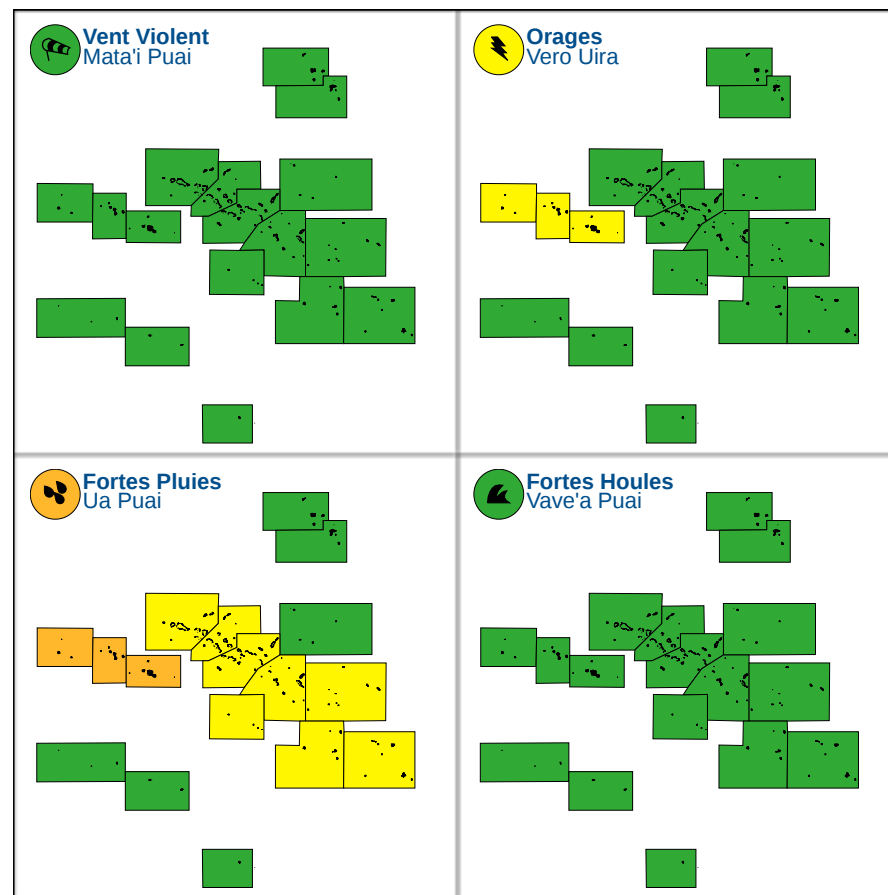 Vent Violent
Mata'i Puai
Orages
Vero Uira
Fortes Pluies
Ua Puai
Fortes Houles
Vave'a Puai